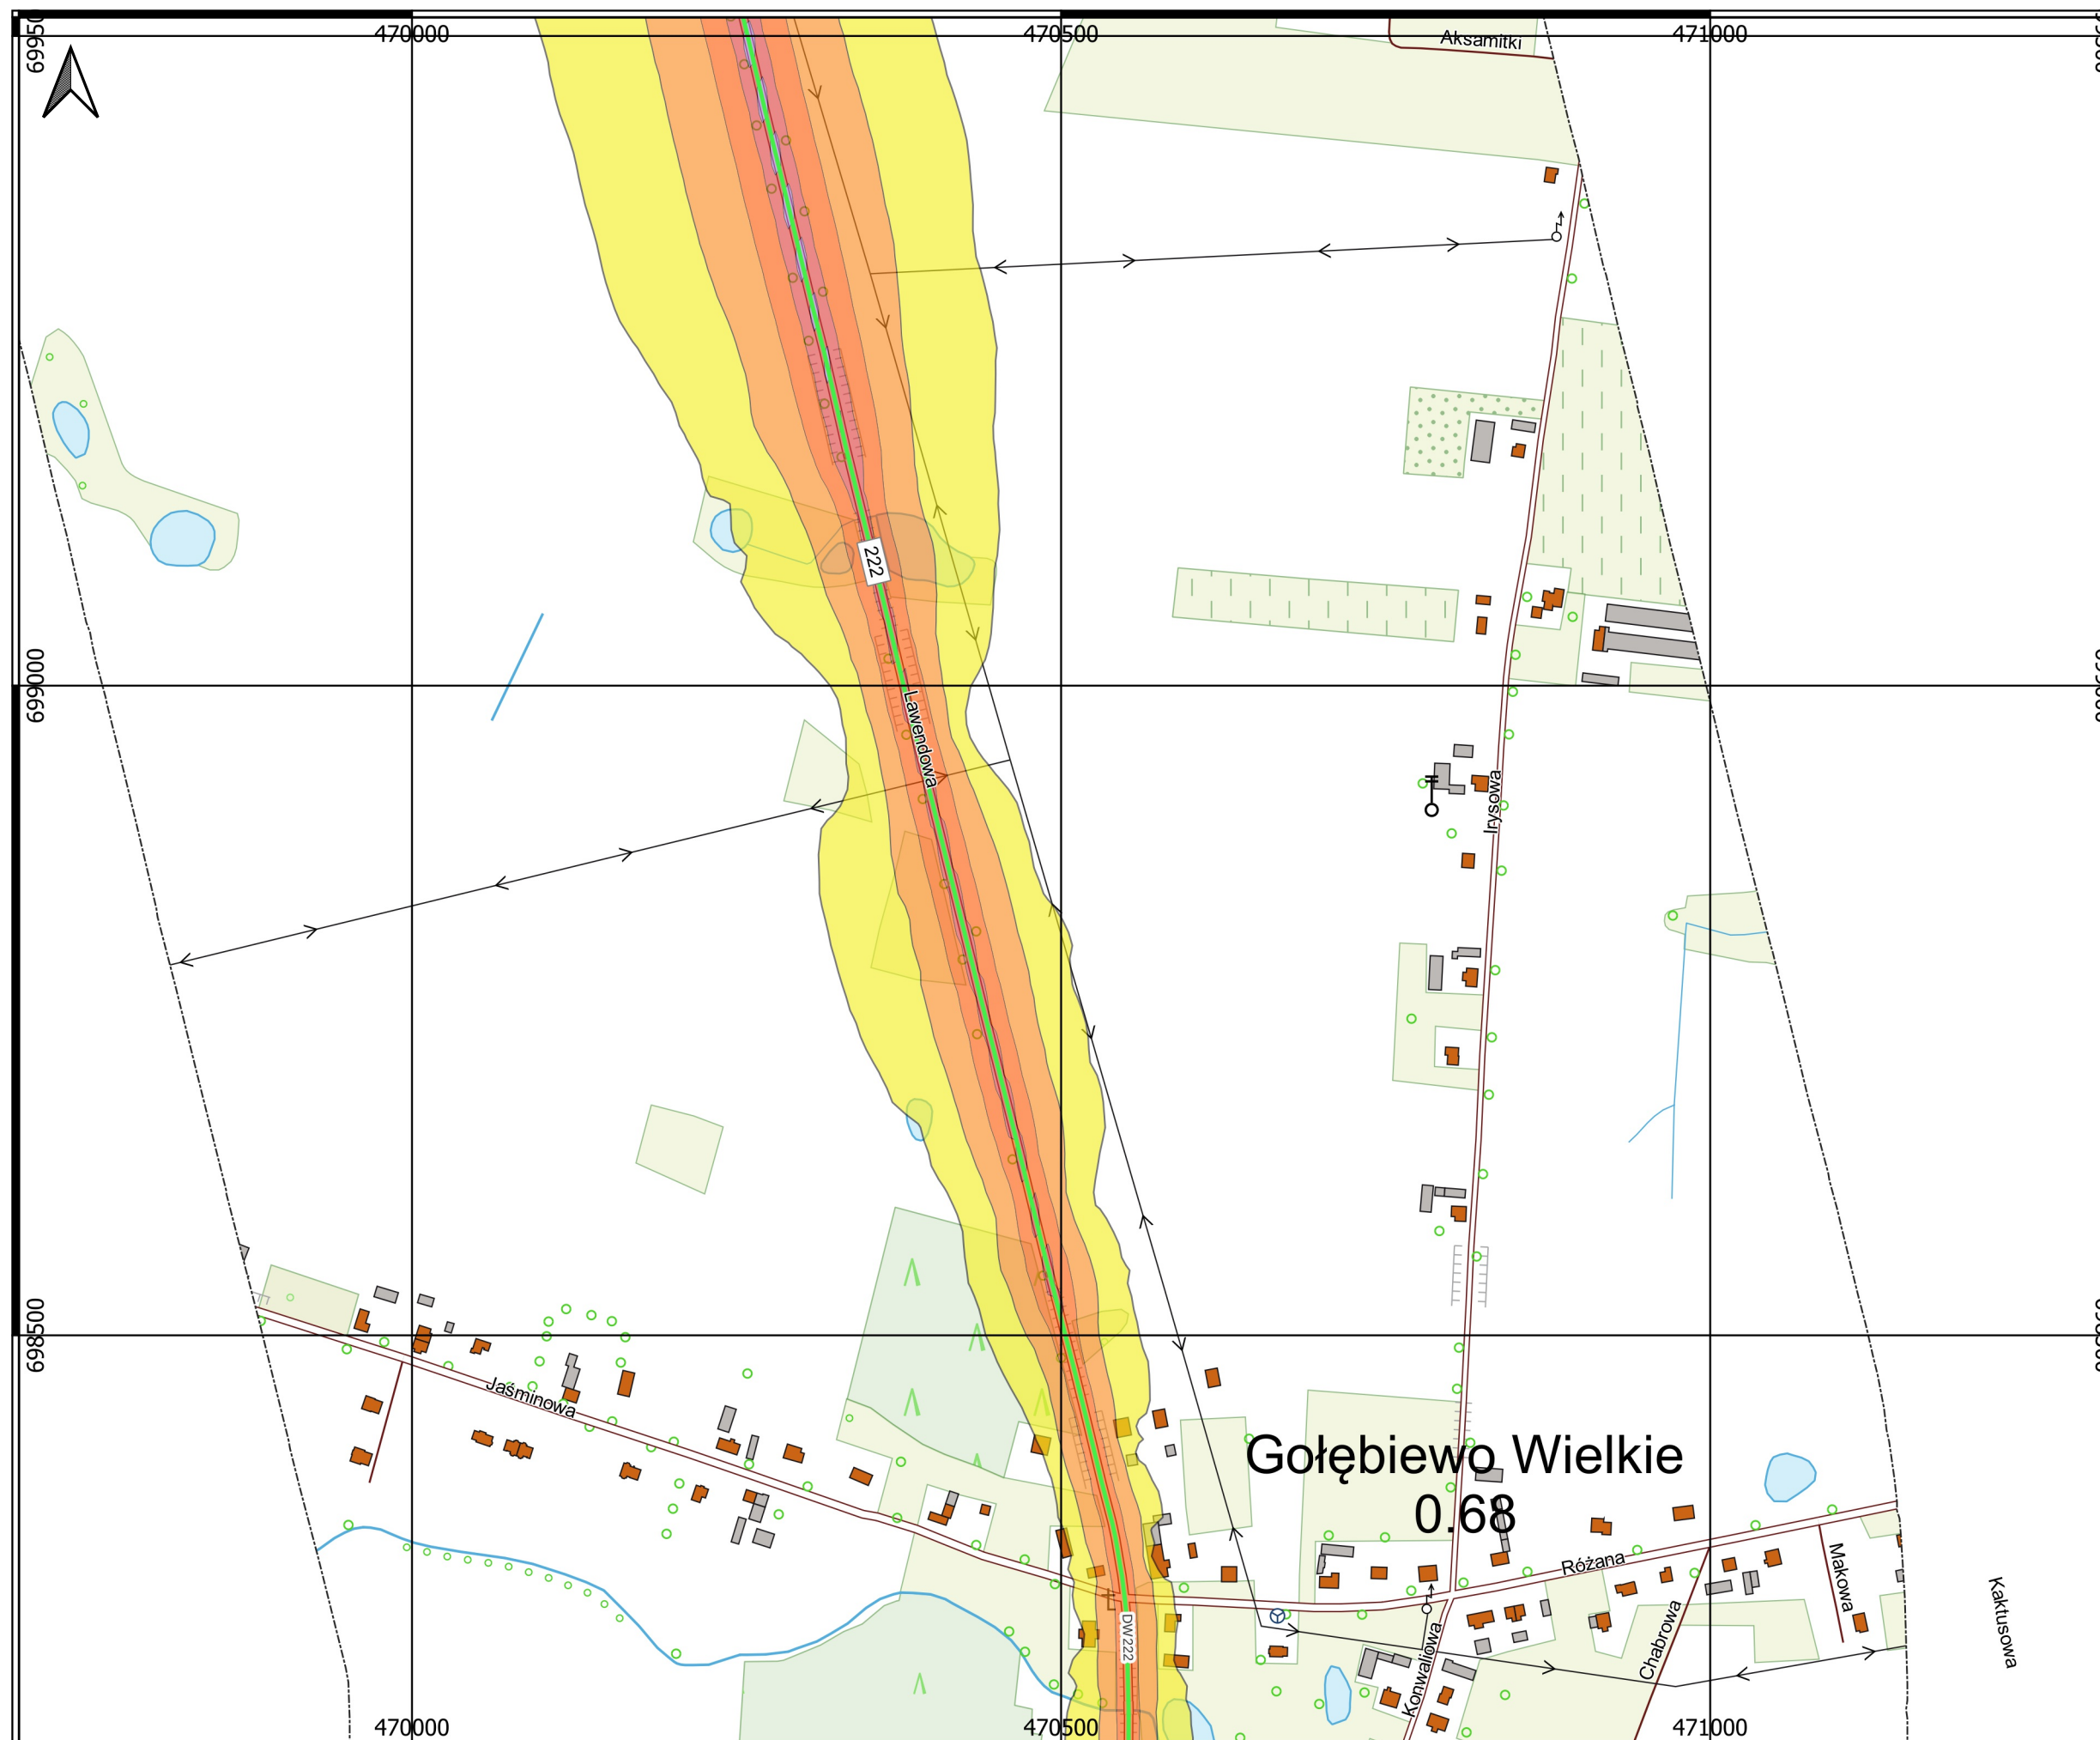 470000
470500
471000
Aksamitki
222
699000
Lawendowa
Irysowa
698500
Jaśminowa
Gołębiewo Wielkie
0.68
Różana
Makowa
Kaktusowa
DW222
Chabrowa
Konwaliowa
470000
470500
471000